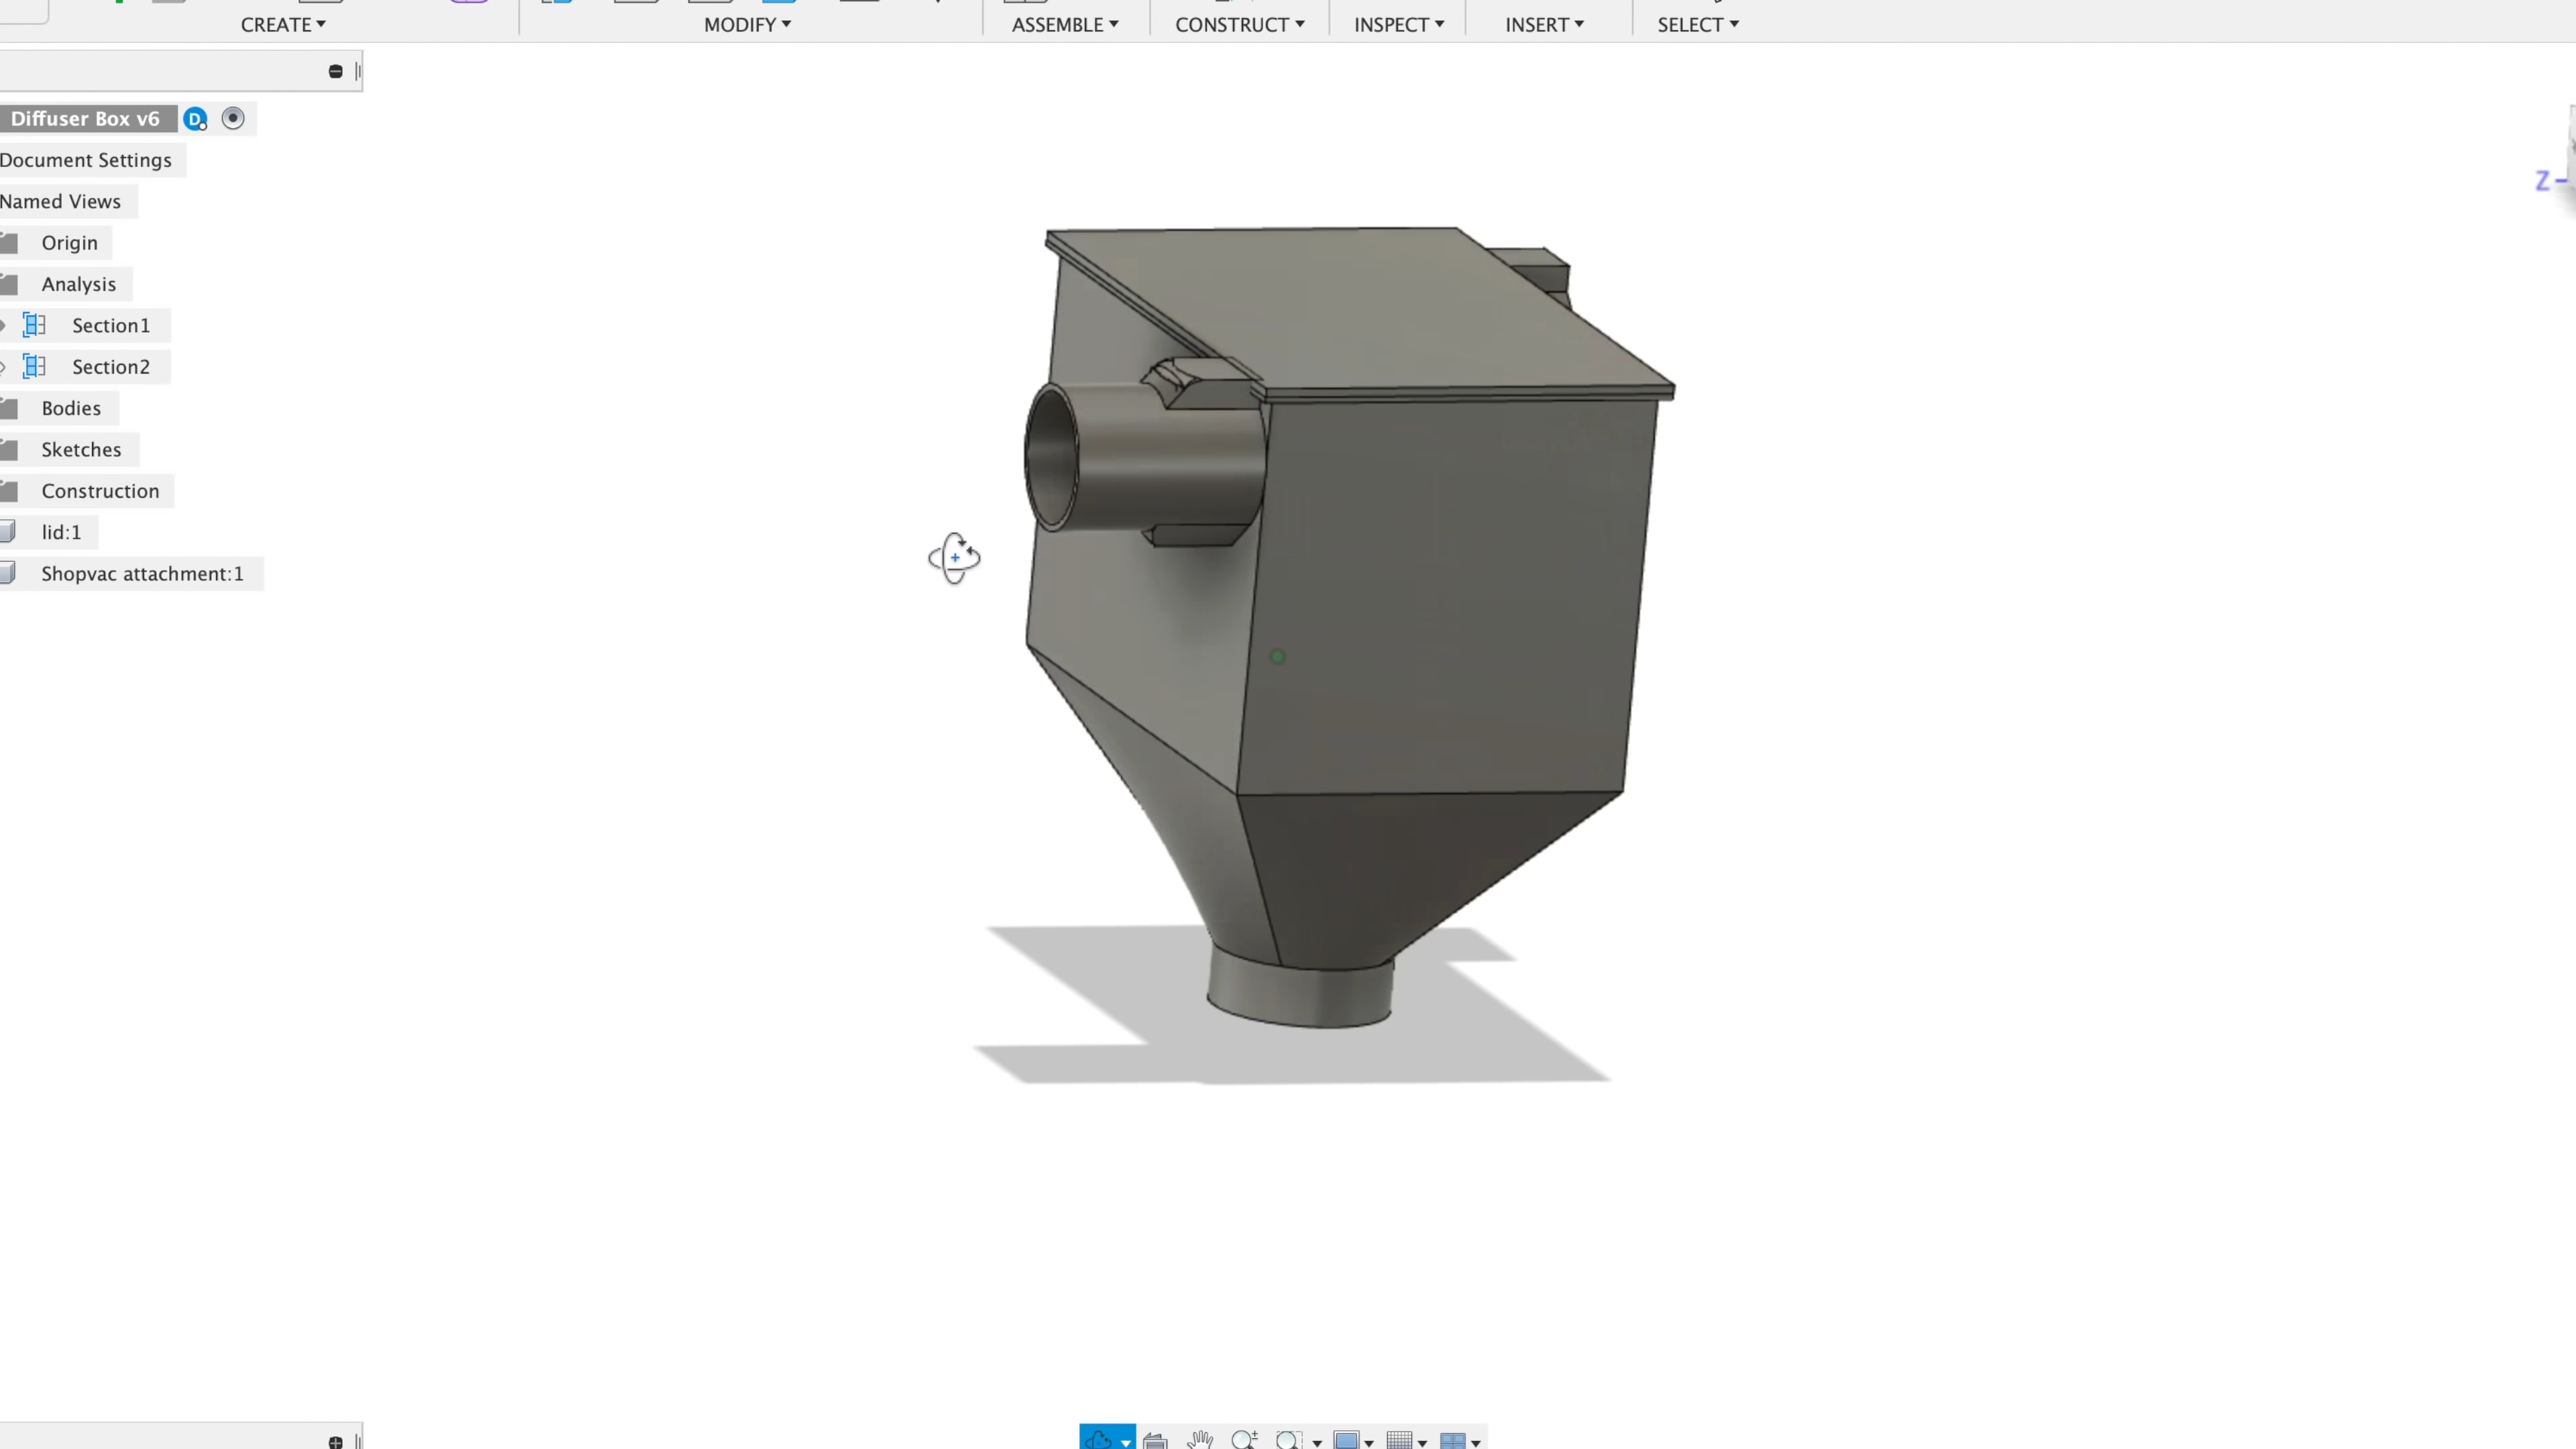 CREATE MODIFY ASSEMBLE CONSTRUCT INSPECT INSERT SELECT
Diffuser Box v6 D
Document Settings
Named Views
Origin
Analysis
Section1
Section2
Bodies
Sketches
Construction
lid:1
Shopvac attachment:1
Z